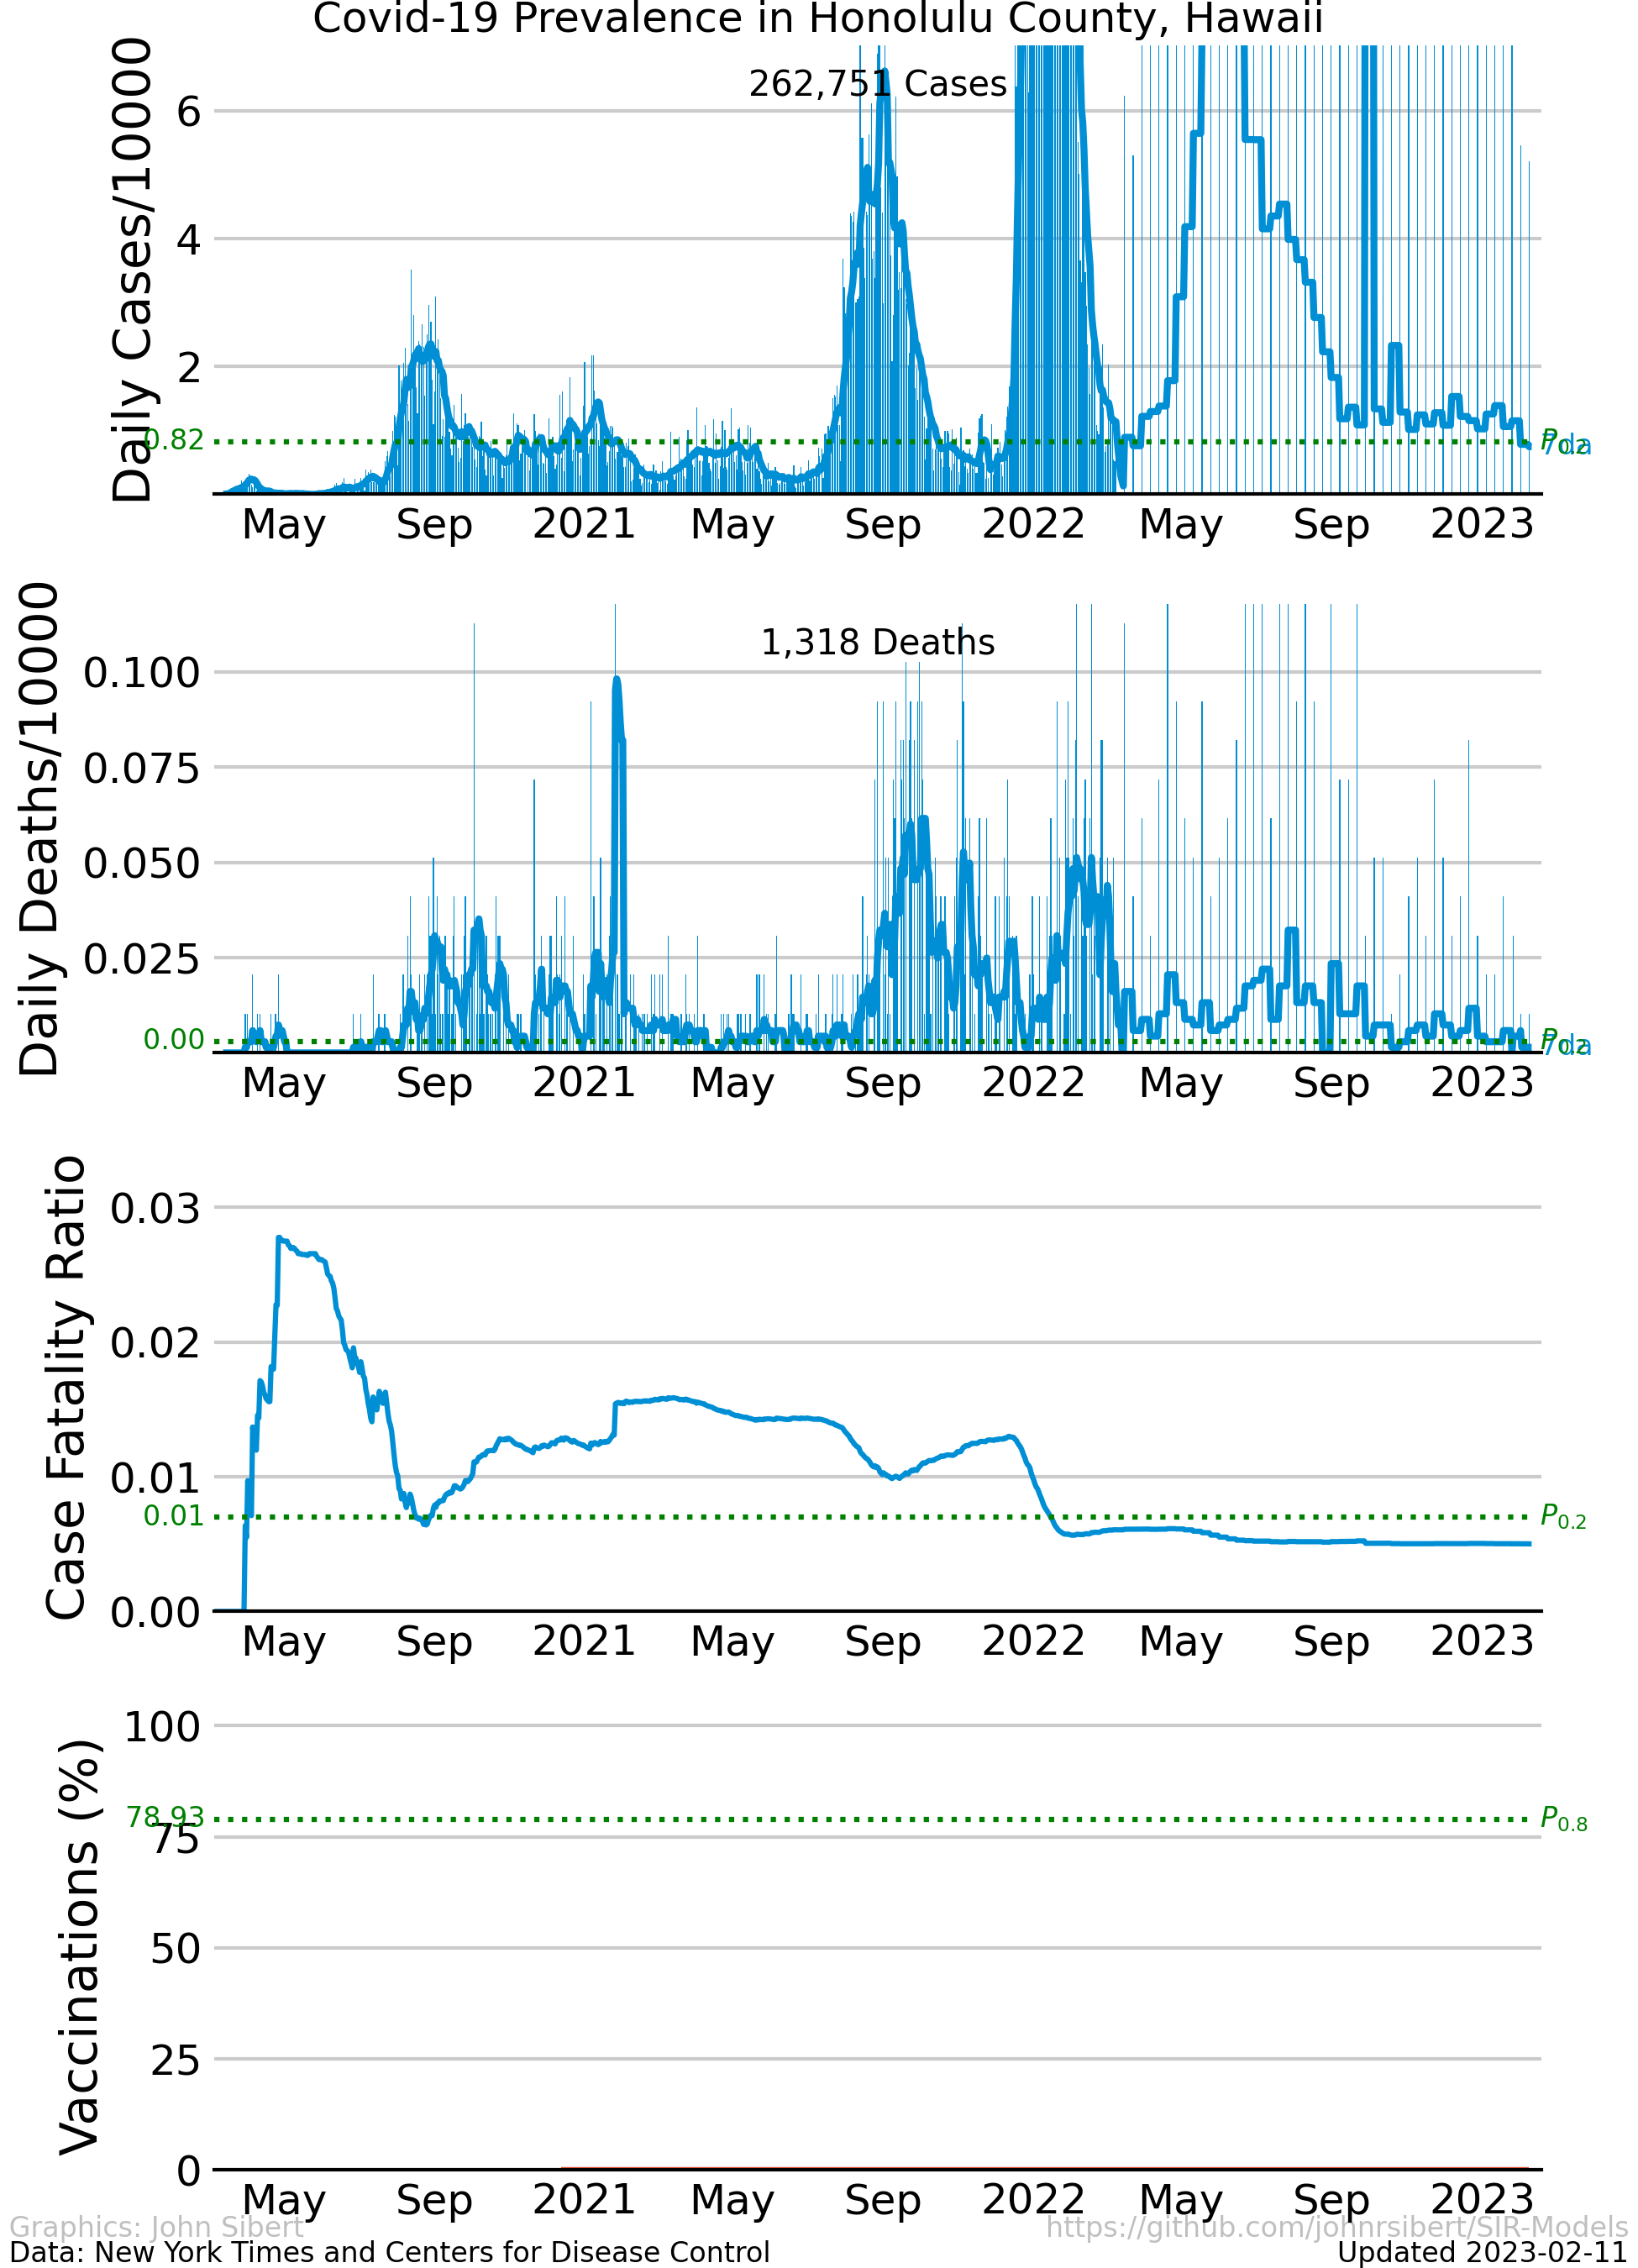 Covid-19 Prevalence in Honolulu County, Hawaii
262,751 Cases
Daily Cases/10000
6
4
2
0.82
P0.2
7da
May Sep 2021 May Sep 2022 May Sep 2023
1,318 Deaths
Daily Deaths/10000
0.100
0.075
0.050
0.025
0.00
P0.2
7da
May Sep 2021 May Sep 2022 May Sep 2023
Case Fatality Ratio
0.03
0.02
0.01
0.01
P0.2
0.00
May Sep 2021 May Sep 2022 May Sep 2023
Vaccinations (%)
100
78.93
P0.8
75
50
25
0
May Sep 2021 May Sep 2022 May Sep 2023
Graphics: John Sibert
https://github.com/johnrsibert/SIR-Models
Data: New York Times and Centers for Disease Control
Updated 2023-02-11